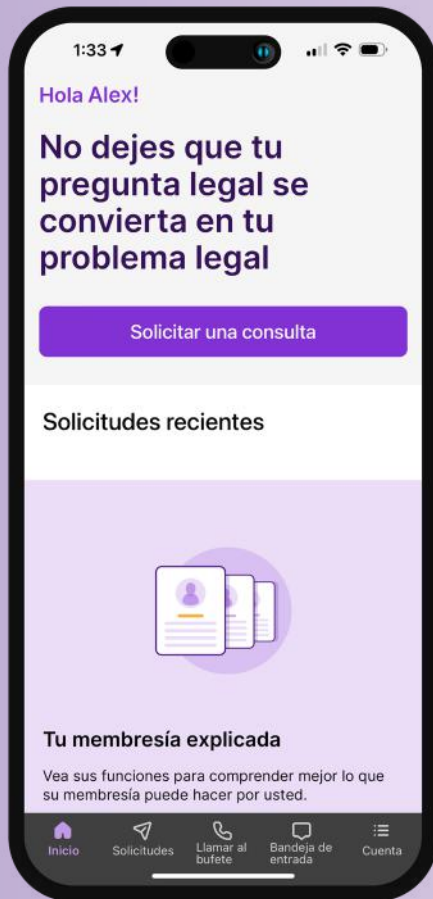 1:33
Hola Alex!
No dejes que tu
pregunta legal se
convierta en tu
problema legal
Solicitar una consulta
Solicitudes recientes
Tu membresía explicada
Vea sus funciones para comprender mejor lo que
su membresía puede hacer por usted.
Inicio
Solicitudes
Llamar al
bufete
Bandeja de
entrada
Cuenta